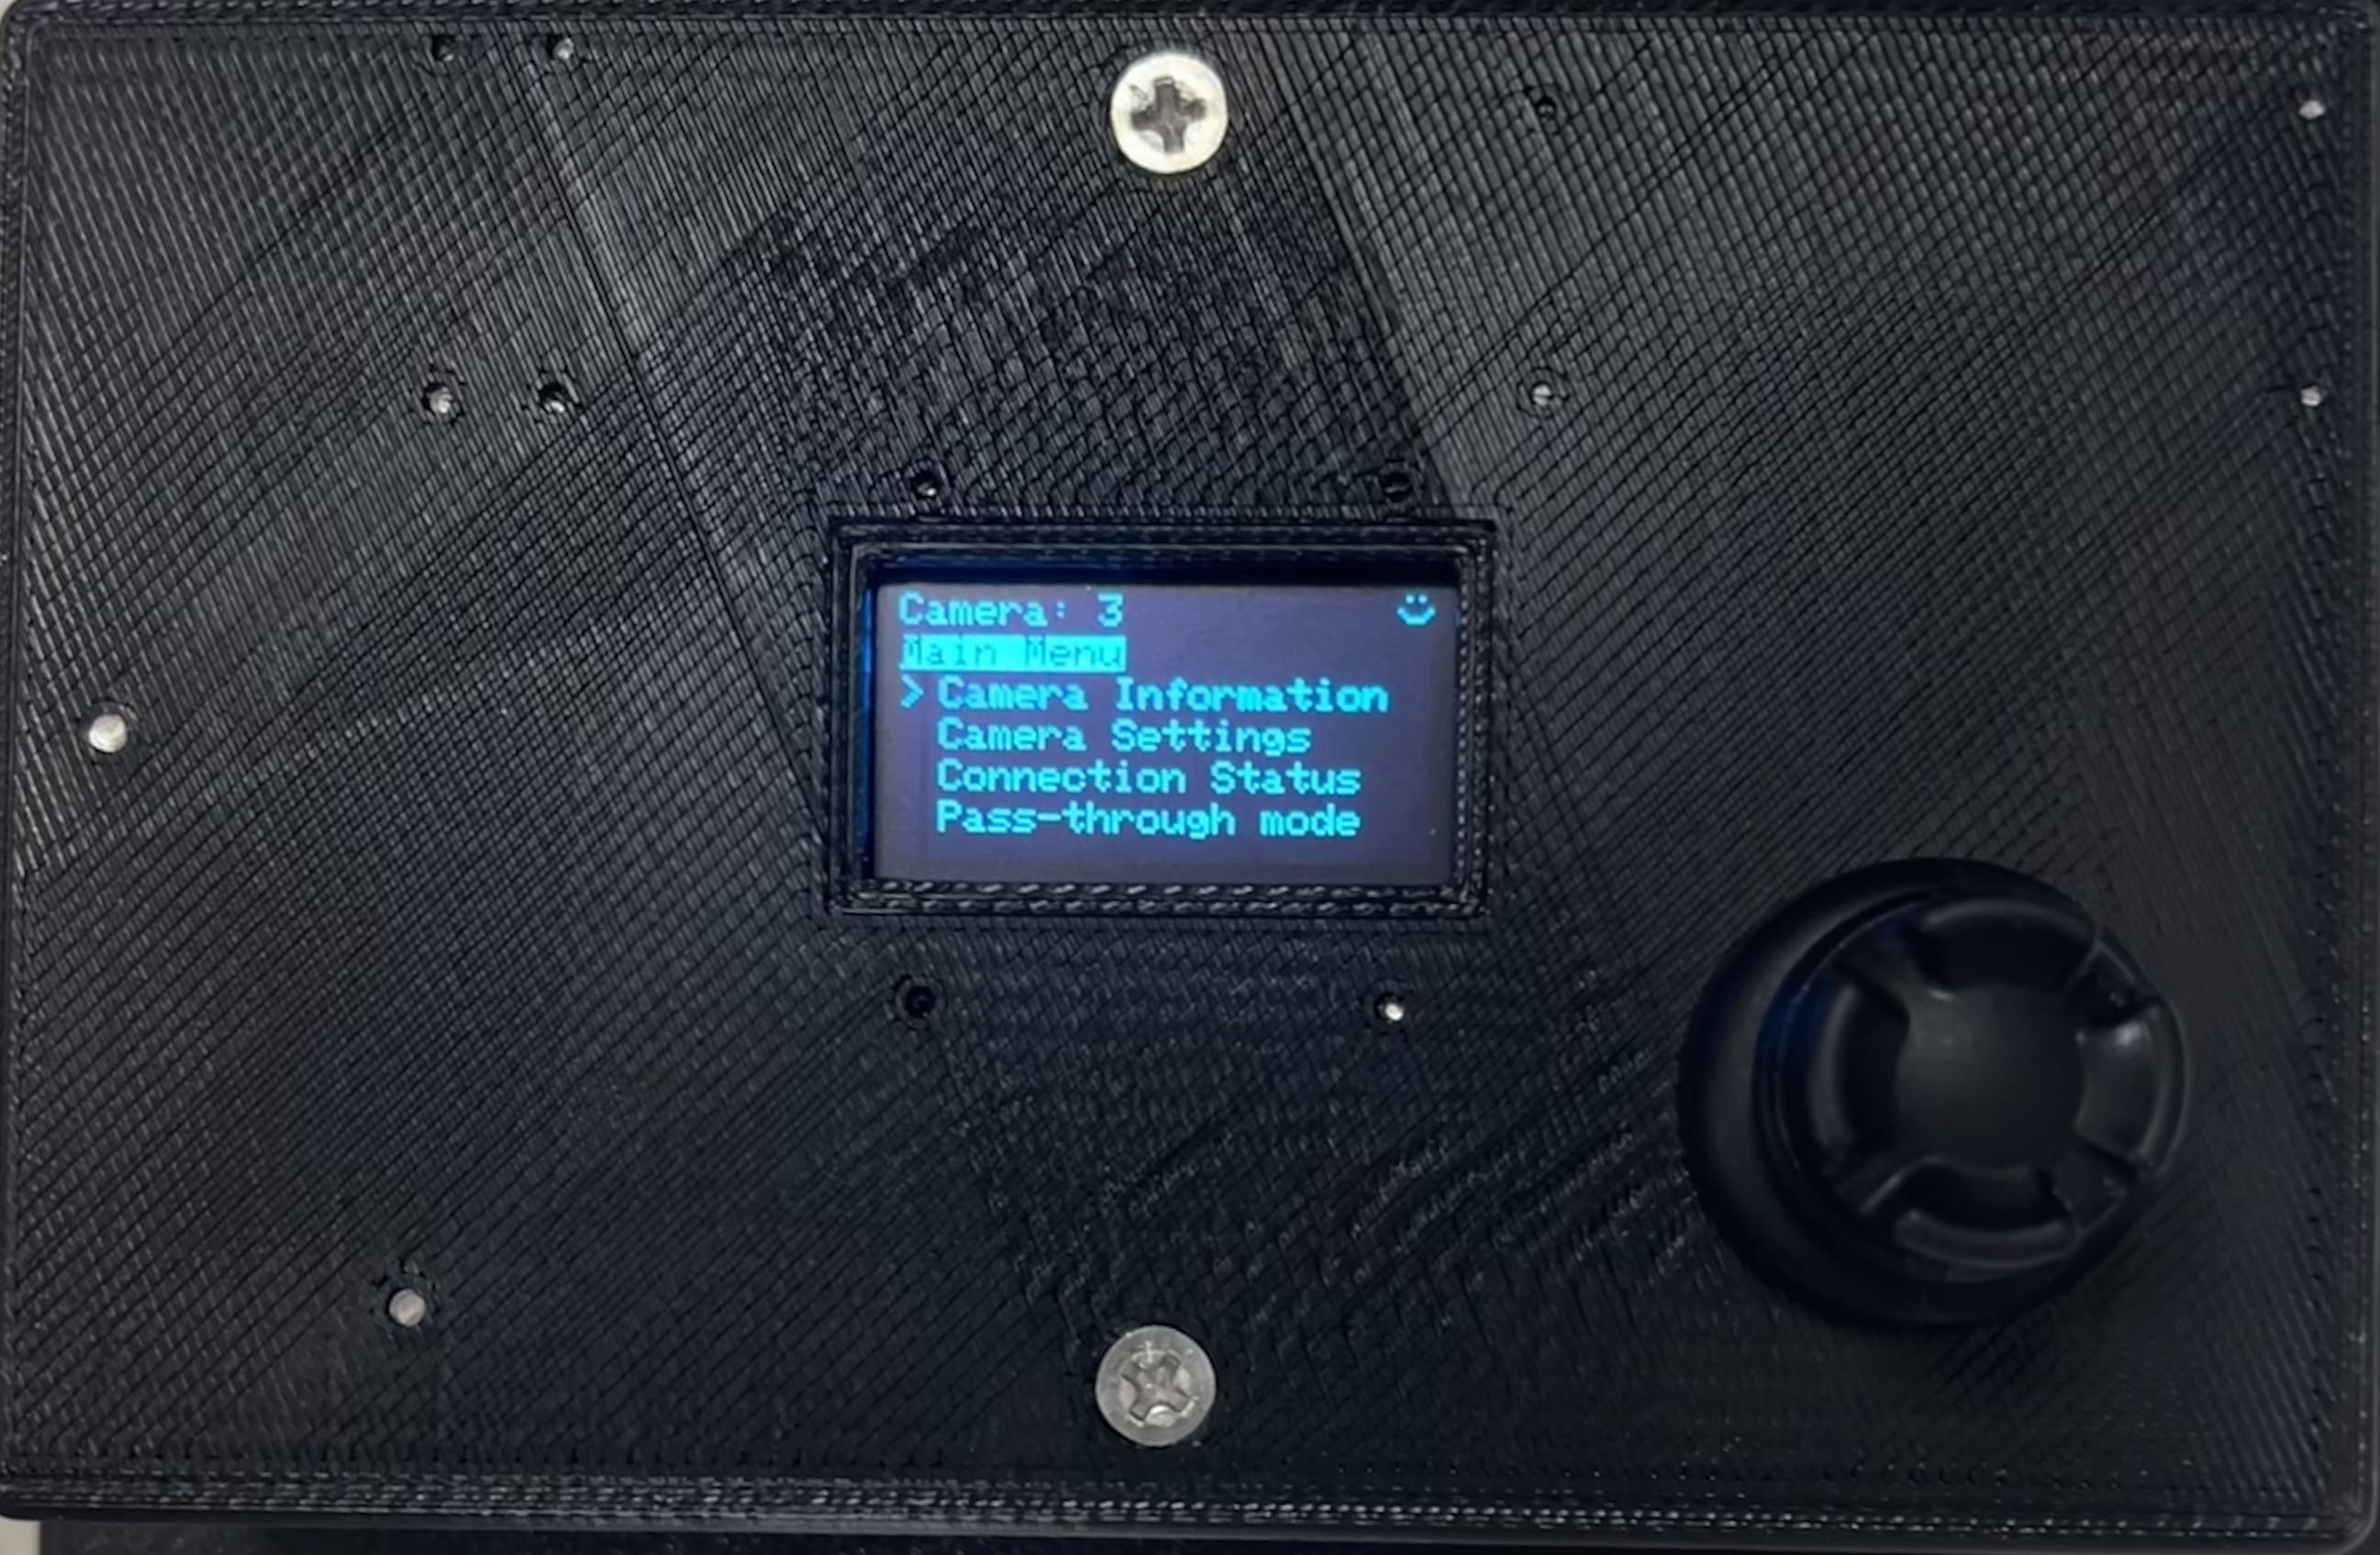 Camera: 3
Main Menu
> Camera Information
Camera Settings
Connection Status
Pass-through mode